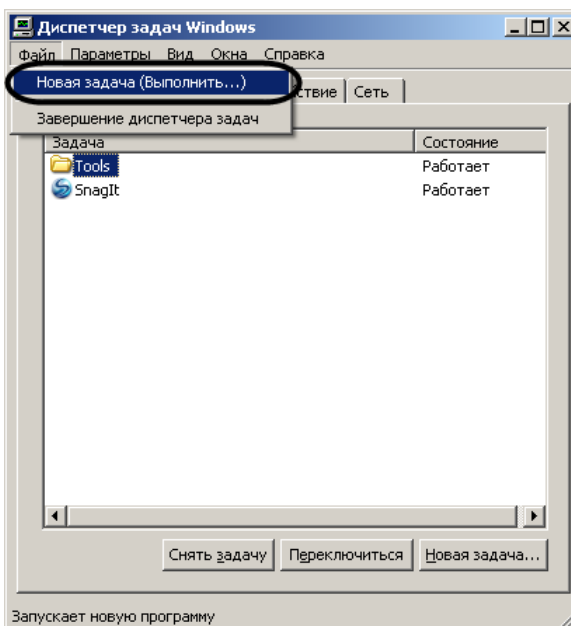 Диспетчер задач Windows
Файл Параметры Вид Окна Справка
Новая задача (Выполнить...)
Завершение диспетчера задач
ствие Сеть
Задача Состояние
Tools Работает
SnagIt Работает
Снять задачу Переключиться Новая задача...
Запускает новую программу